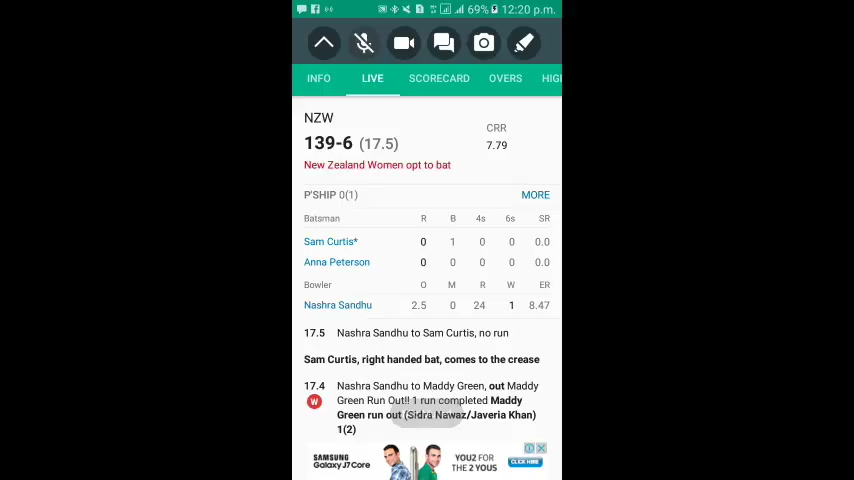 69% 12:20 p.m.
INFO LIVE SCORECARD OVERS HIGH
NZW
139-6 (17.5)
CRR
7.79
New Zealand Women opt to bat
P'SHIP 0(1) MORE
Batsman R B 4s 6s SR
Sam Curtis* 0 1 0 0 0.0
Anna Peterson 0 0 0 0 0.0
Bowler O M R W ER
Nashra Sandhu 2.5 0 24 1 8.47
17.5 Nashra Sandhu to Sam Curtis, no run
Sam Curtis, right handed bat, comes to the crease
17.4 Nashra Sandhu to Maddy Green, out Maddy
W Green Run Out!! 1 run completed Maddy
Green run out (Sidra Nawaz/Javeria Khan)
1(2)
SAMSUNG
Galaxy J7 Core
YOU2 FOR
THE 2 YOUS
CLICK HERE